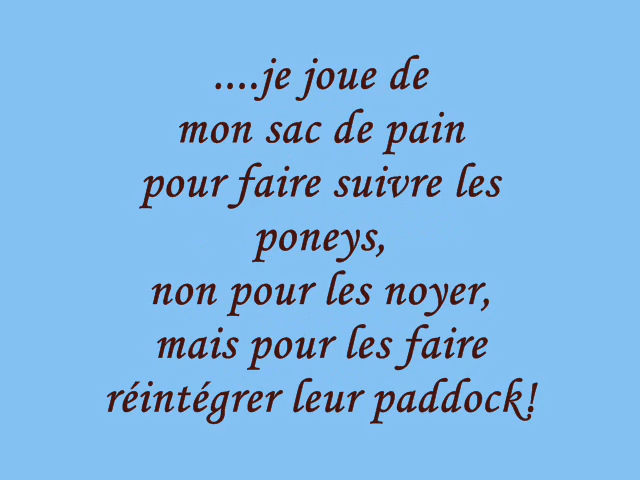 ....je joue de
mon sac de pain
pour faire suivre les
poneys,
non pour les noyer,
mais pour les faire
réintégrer leur paddock!